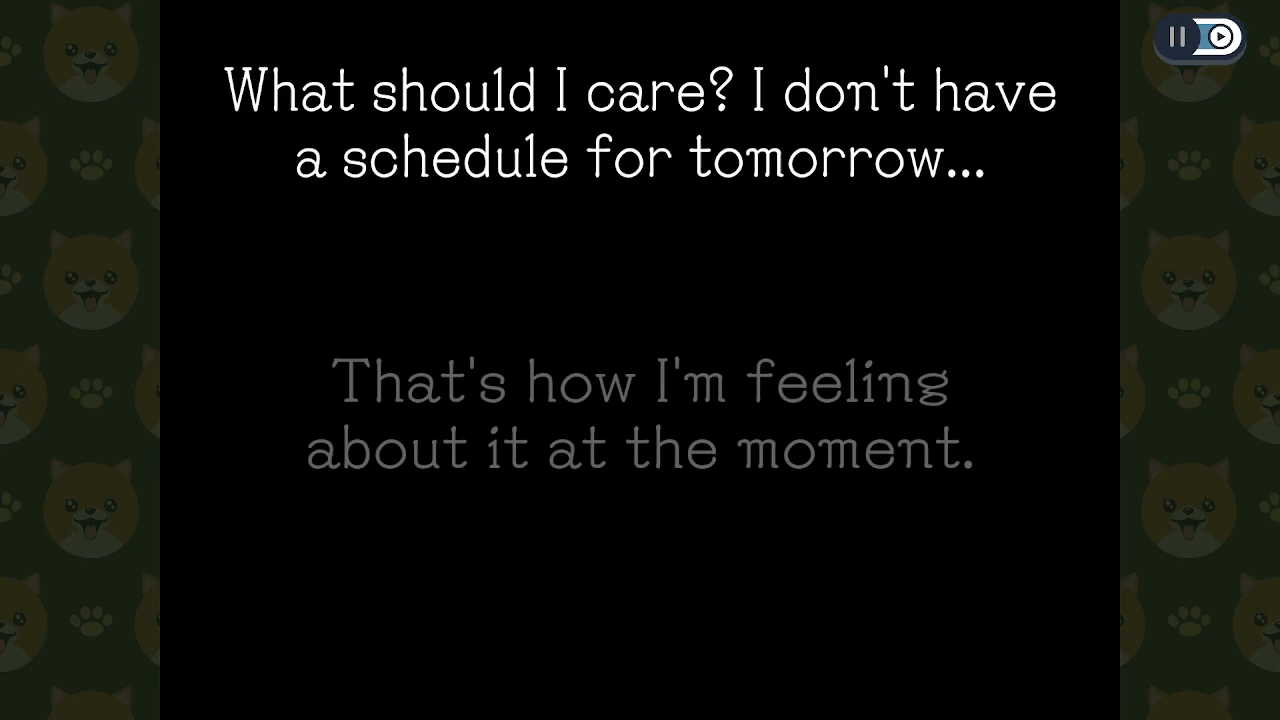 What should I care? I don't have
a schedule for tomorrow...
That's how I'm feeling
about it at the moment.